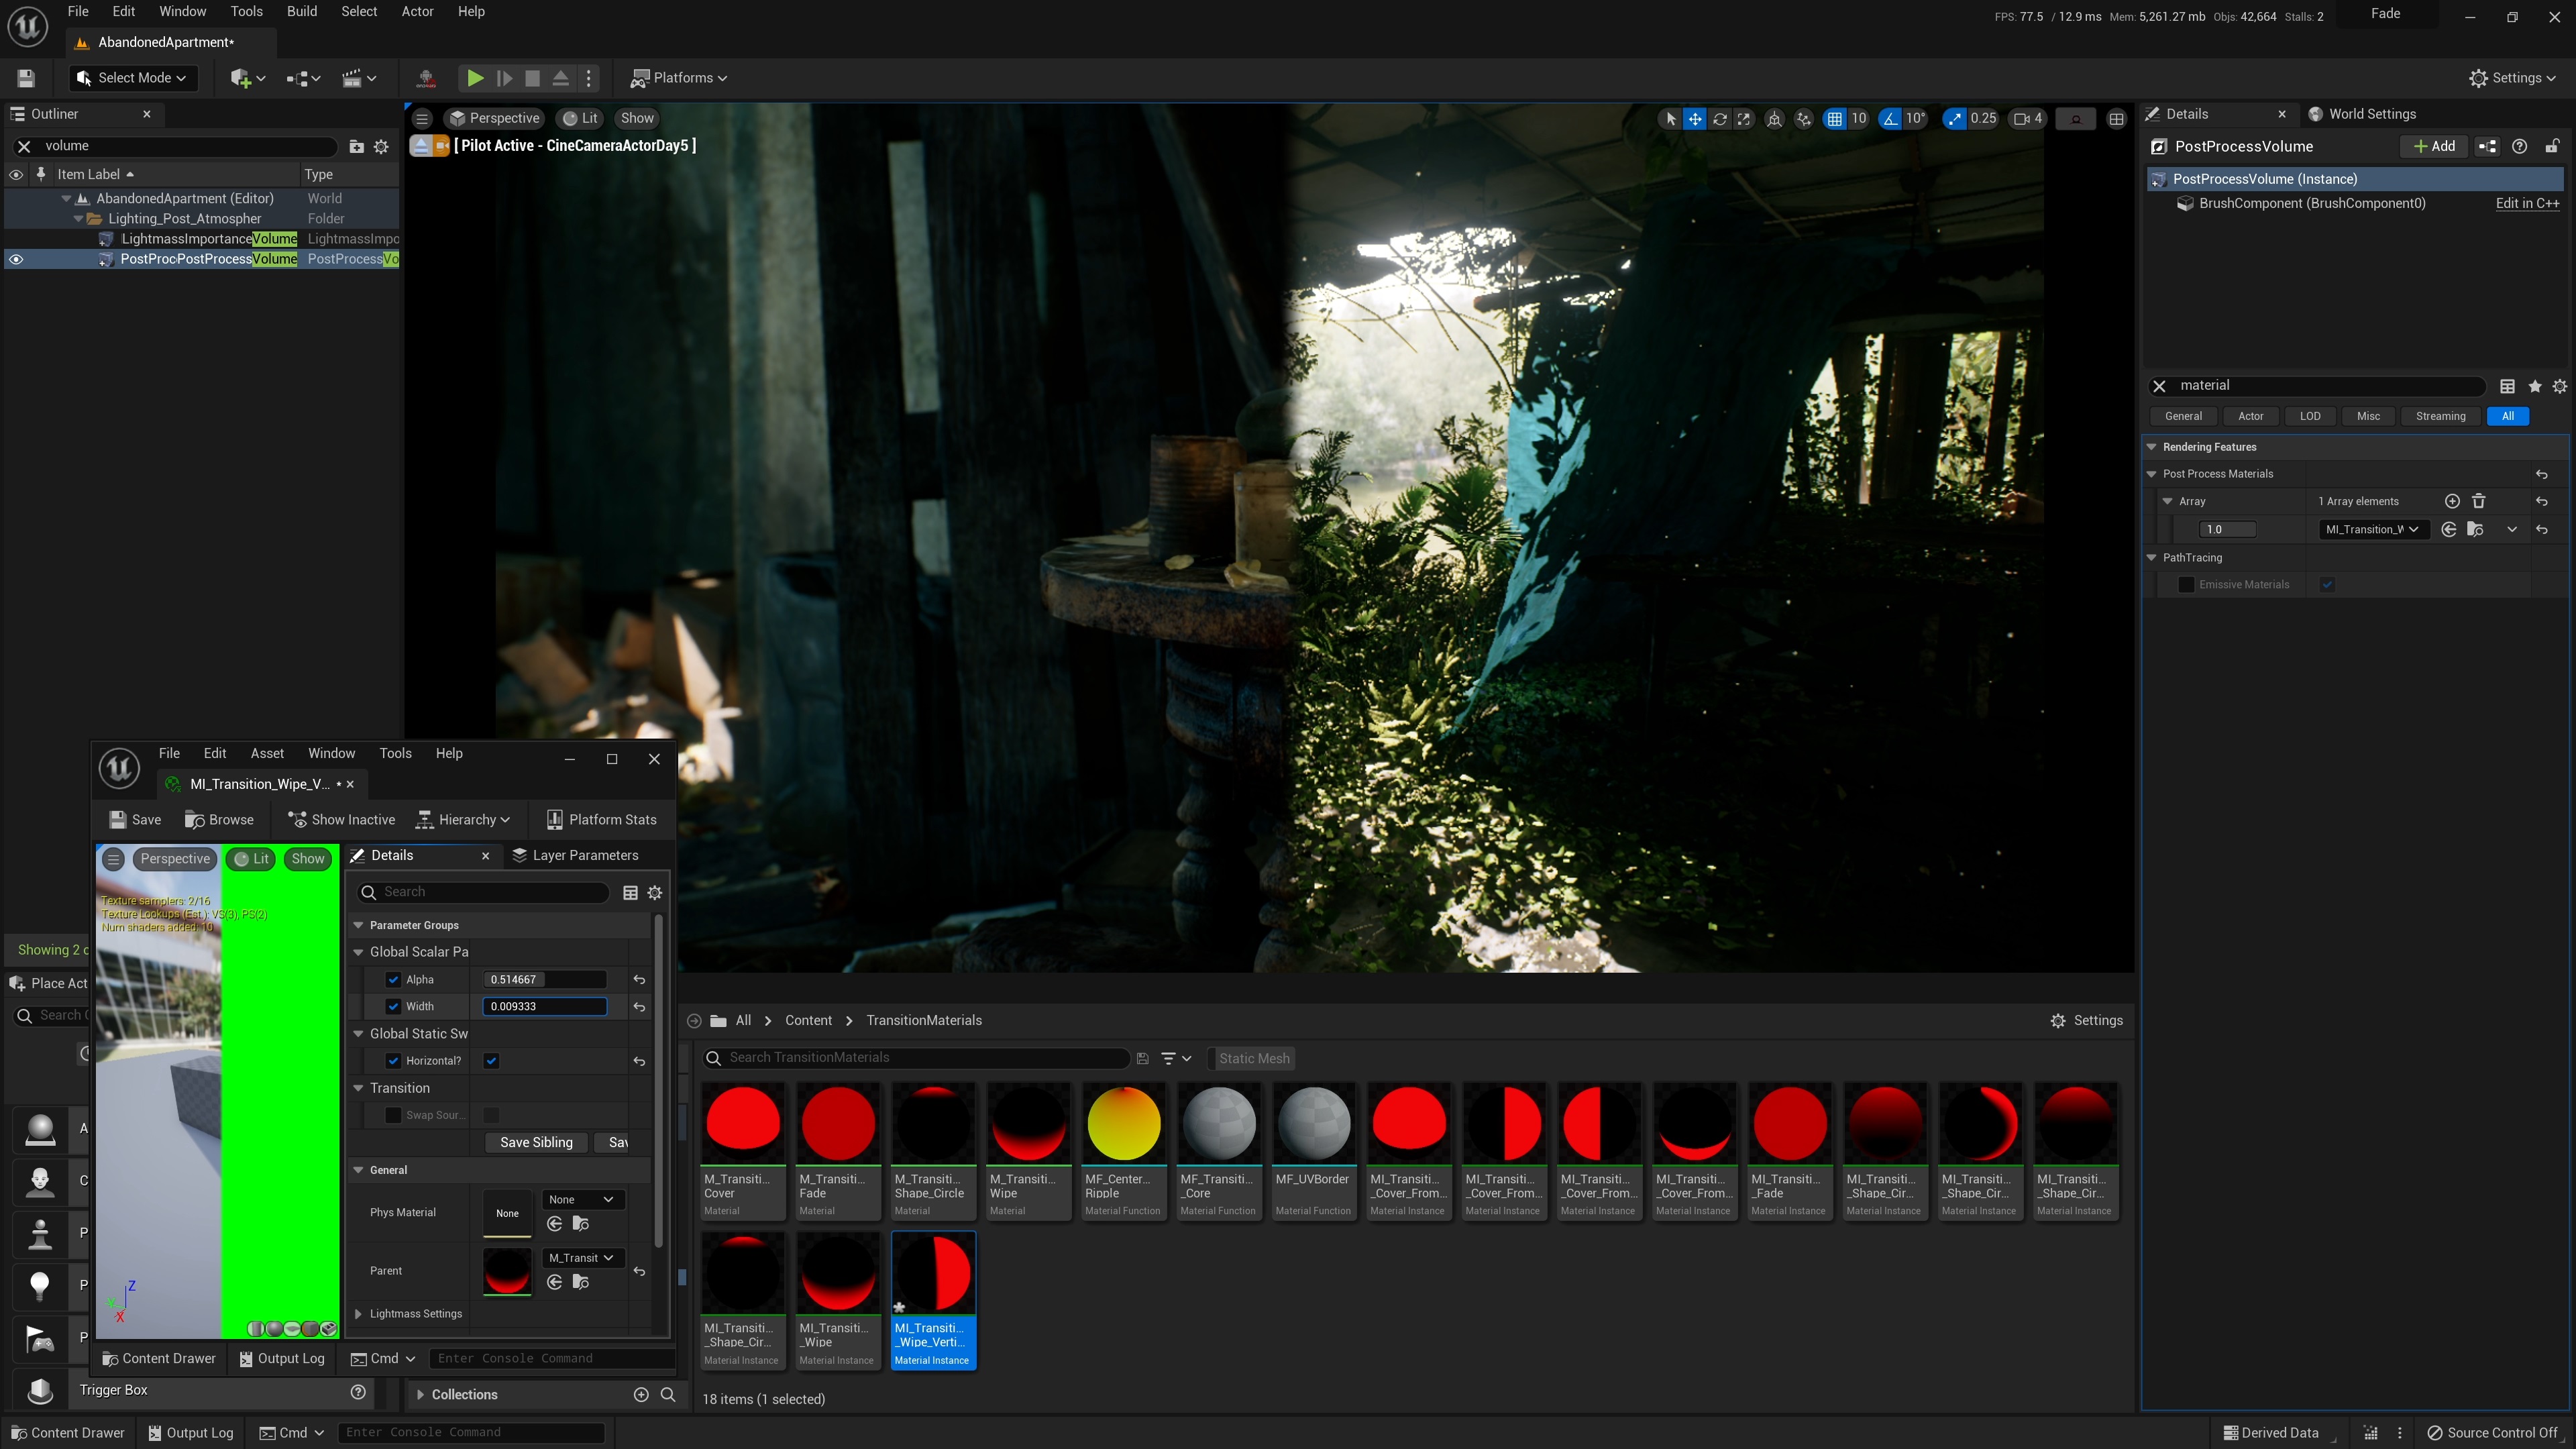 File Edit Window Tools Build Select Actor Help
FPS: 77.5 / 12.9 ms Mem: 5,261.27 mb Objs: 42,664 Stalls: 2
Fade
AbandonedApartment*
Select Mode
Platforms
Settings
Outliner
volume
Item Label Type
AbandonedApartment (Editor) World
Lighting_Post_Atmospher Folder
LightmassImportanceVolume LightmassImpo
PostProcPostProcessVolume PostProcessVo
Perspective Lit Show
10 10° 0.25 4
[ Pilot Active - CineCameraActorDay5 ]
Details
World Settings
PostProcessVolume
Add
PostProcessVolume (Instance)
BrushComponent (BrushComponent0) Edit in C++
material
General Actor LOD Misc Streaming All
Rendering Features
Post Process Materials
Array 1 Array elements
1.0 MI_Transition_W
PathTracing
Emissive Materials
Showing 2 o
Place Act
Search C
A
C
P
P
P
Trigger Box
File Edit Asset Window Tools Help
MI_Transition_Wipe_V... *
Save Browse Show Inactive Hierarchy Platform Stats
Perspective Lit Show
Texture samplers: 2/16
Texture Lookups (Est.): VS(3), PS(2)
Num shaders added: 10
Z
X
Details
Layer Parameters
Search
Parameter Groups
Global Scalar Pa
Alpha 0.514667
Width 0.009333
Global Static Sw
Horizontal?
Transition
Swap Sour...
Save Sibling Sav
General
Phys Material None None
Parent M_Transit
Lightmass Settings
Content Drawer Output Log Cmd Enter Console Command
Collections
All Content TransitionMaterials
Settings
Search TransitionMaterials
Static Mesh
M_Transiti... Cover Material
M_Transiti... Fade Material
M_Transiti... Shape_Circle Material
M_Transiti... Wipe Material
MF_Center... Ripple Material Function
MF_Transiti... _Core Material Function
MF_UVBorder Material Function
MI_Transiti... _Cover_From... Material Instance
MI_Transiti... _Cover_From... Material Instance
MI_Transiti... _Cover_From... Material Instance
MI_Transiti... _Cover_From... Material Instance
MI_Transiti... _Fade Material Instance
MI_Transiti... _Shape_Cir... Material Instance
MI_Transiti... _Shape_Cir... Material Instance
MI_Transiti... _Shape_Cir... Material Instance
MI_Transiti... _Shape_Cir... Material Instance
MI_Transiti... _Wipe Material Instance
MI_Transiti... _Wipe_Verti... Material Instance
18 items (1 selected)
Content Drawer Output Log Cmd Enter Console Command
Derived Data
Source Control Off